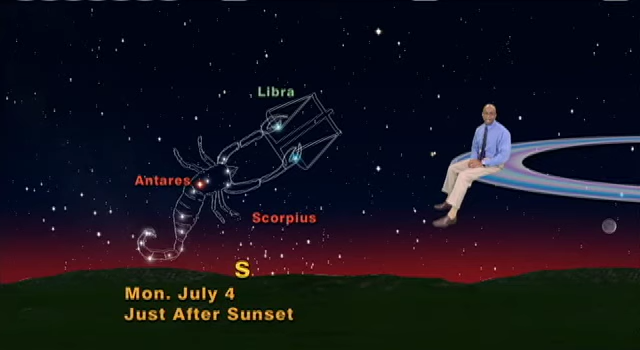 Libra
Antares
Scorpius
S
Mon. July 4
Just After Sunset